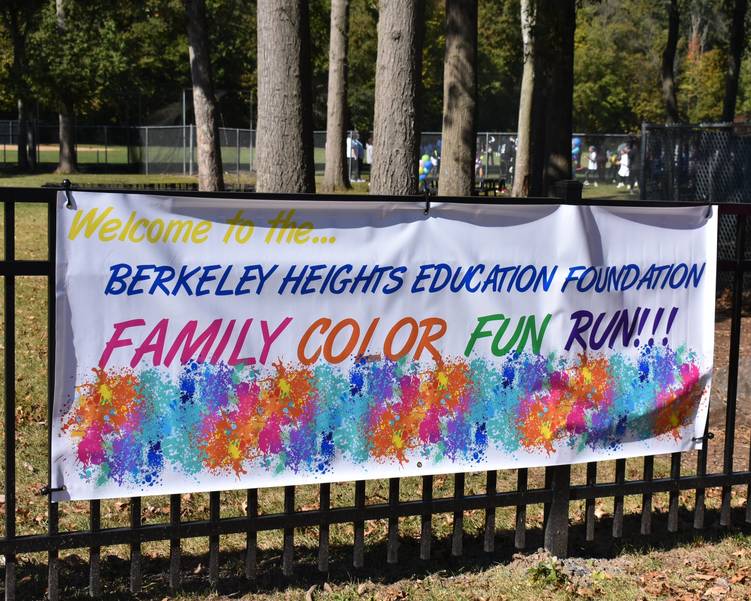 Welcome to the...
BERKELEY HEIGHTS EDUCATION FOUNDATION
FAMILY COLOR FUN RUN!!!